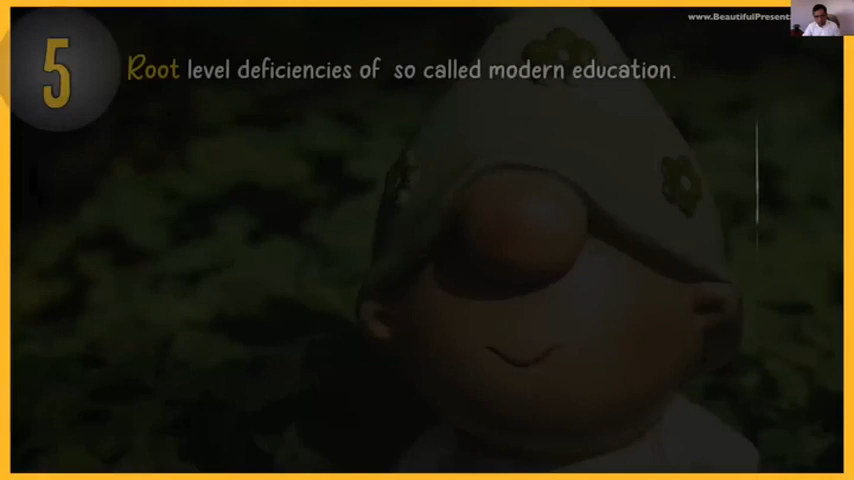 www.BeautifulPresent
5
Root level deficiencies of so called modern education.